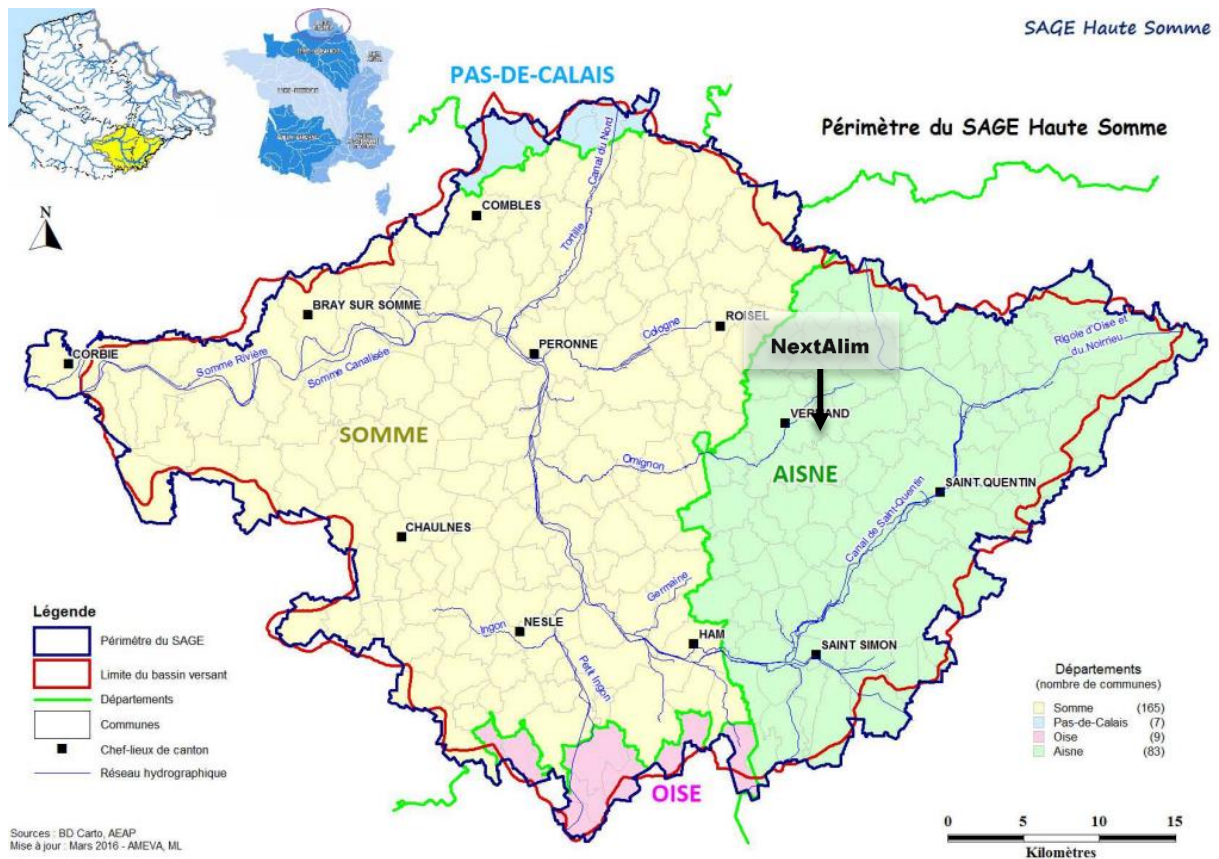 SAGE Haute Somme
PAS-DE-CALAIS
Périmètre du SAGE Haute Somme
N
COMBLES
Canal du Nord
Tortille
BRAY SUR SOMME
ROISEL
Cologne
Rigole d'Oise et
du Noirrieu
CORBIE
Somme Rivière
Somme Canalisée
PERONNE
NextAlim
SOMME
Omignon
AISNE
SAINT QUENTIN
Canal de Saint-Quentin
CHAULNES
Germaine
Ingon
NESLE
HAM
SAINT SIMON
Petit Ingon
OISE
Légende
Périmètre du SAGE
Limite du bassin versant
Départements
Communes
Chef-lieux de canton
Réseau hydrographique
Départements
(nombre de communes)
Somme (165)
Pas-de-Calais (7)
Oise (9)
Aisne (83)
Sources : BD Carto, AEAP
Mise à jour : Mars 2016 - AMEVA, ML
0 5 10 15
Kilomètres